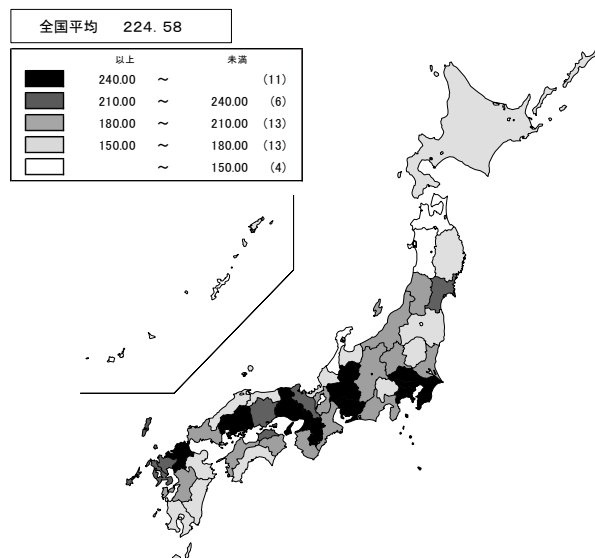 全国平均 224.58
以上 未満
240.00 ～ (11)
210.00 ～ 240.00 (6)
180.00 ～ 210.00 (13)
150.00 ～ 180.00 (13)
～ 150.00 (4)